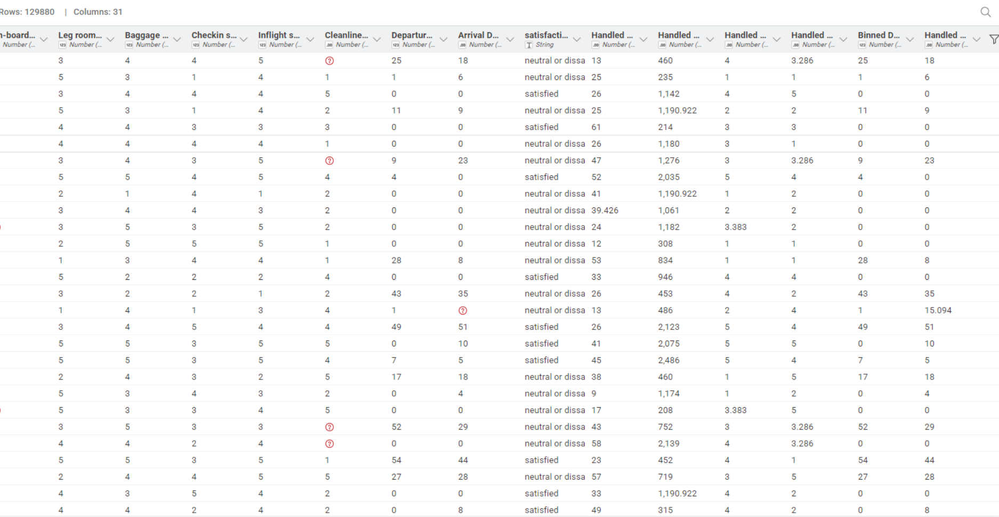 Rows: 129880 | Columns: 31
n-board... Leg room... Baggage ... Checkin s... Inflight s... Cleanline... Departur... Arrival D... satisfacti... Handled ... Handled ... Handled ... Handled ... Binned D... Handled ...
Number (... Number (... Number (... Number (... Number (... Number (... Number (... Number (... String Number (... Number (... Number (... Number (... Number (... Number (...
3 4 4 5 ? 25 18 neutral or dissa 13 460 4 3.286 25 18
5 3 1 4 1 1 6 neutral or dissa 25 235 1 1 1 6
3 4 4 4 5 0 0 satisfied 26 1,142 4 5 0 0
5 3 1 4 2 11 9 neutral or dissa 25 1,190.922 2 2 11 9
4 4 3 3 3 0 0 satisfied 61 214 3 3 0 0
4 4 4 4 1 0 0 neutral or dissa 26 1,180 3 1 0 0
3 4 3 5 ? 9 23 neutral or dissa 47 1,276 3 3.286 9 23
5 5 4 5 4 4 0 satisfied 52 2,035 5 4 4 0
2 1 4 1 2 0 0 neutral or dissa 41 1,190.922 1 2 0 0
3 4 4 3 2 0 0 neutral or dissa 39.426 1,061 2 2 0 0
3 5 3 5 2 0 0 neutral or dissa 24 1,182 3.383 2 0 0
2 5 5 5 1 0 0 neutral or dissa 12 308 1 1 0 0
1 3 4 4 1 28 8 neutral or dissa 53 834 1 1 28 8
5 2 2 2 4 0 0 satisfied 33 946 4 4 0 0
3 2 2 1 2 43 35 neutral or dissa 26 453 4 2 43 35
1 4 1 3 4 1 ? neutral or dissa 13 486 2 4 1 15.094
3 4 5 4 4 49 51 satisfied 26 2,123 5 4 49 51
5 5 3 5 5 0 10 satisfied 41 2,075 5 5 0 10
5 5 3 5 4 7 5 satisfied 45 2,486 5 4 7 5
2 4 3 2 5 17 18 neutral or dissa 38 460 1 5 17 18
5 3 4 3 2 0 4 neutral or dissa 9 1,174 1 2 0 4
5 3 3 4 5 0 0 neutral or dissa 17 208 3.383 5 0 0
3 5 3 3 ? 52 29 neutral or dissa 43 752 3 3.286 52 29
4 4 2 4 ? 0 0 neutral or dissa 58 2,139 4 3.286 0 0
5 5 3 5 1 54 44 satisfied 23 452 4 1 54 44
2 4 4 5 5 27 28 neutral or dissa 57 719 3 5 27 28
4 3 5 4 2 0 0 satisfied 33 1,190.922 4 2 0 0
4 4 2 4 2 0 8 satisfied 49 315 4 2 0 8